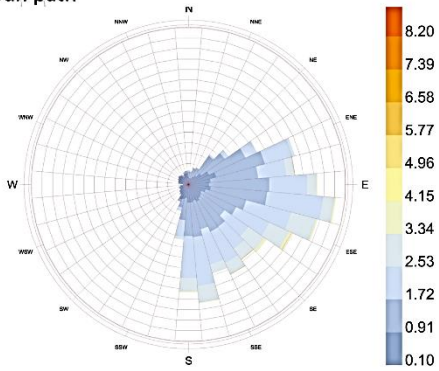 path
N
NNW
NNE
NW
NE
WNW
ENE
W
E
WSW
ESE
SW
SE
SSW
SSE
S
8.20
7.39
6.58
5.77
4.96
4.15
3.34
2.53
1.72
0.91
0.10